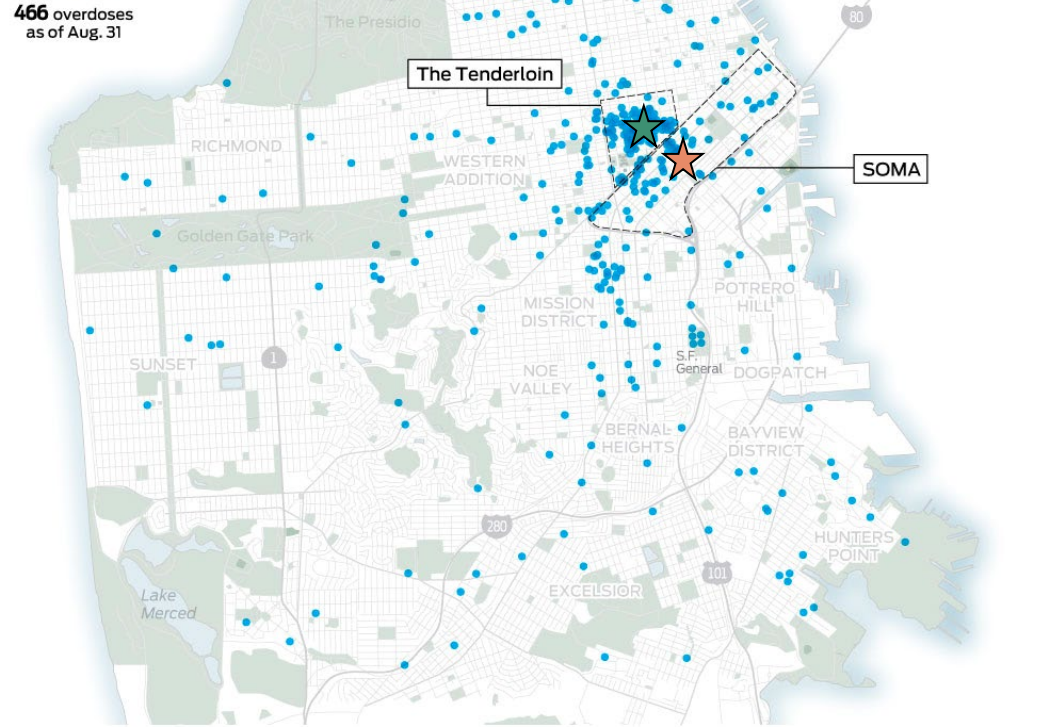 466 overdoses
as of Aug. 31
The Presidio
80
The Tenderloin
RICHMOND
WESTERN
ADDITION
SOMA
Golden Gate Park
MISSION
DISTRICT
POTRERO
HILL
SUNSET
1
NOE
VALLEY
S.F.
General
DOGPATCH
BERNAL
HEIGHTS
BAYVIEW
DISTRICT
280
HUNTERS
POINT
101
EXCELSIOR
Lake
Merced